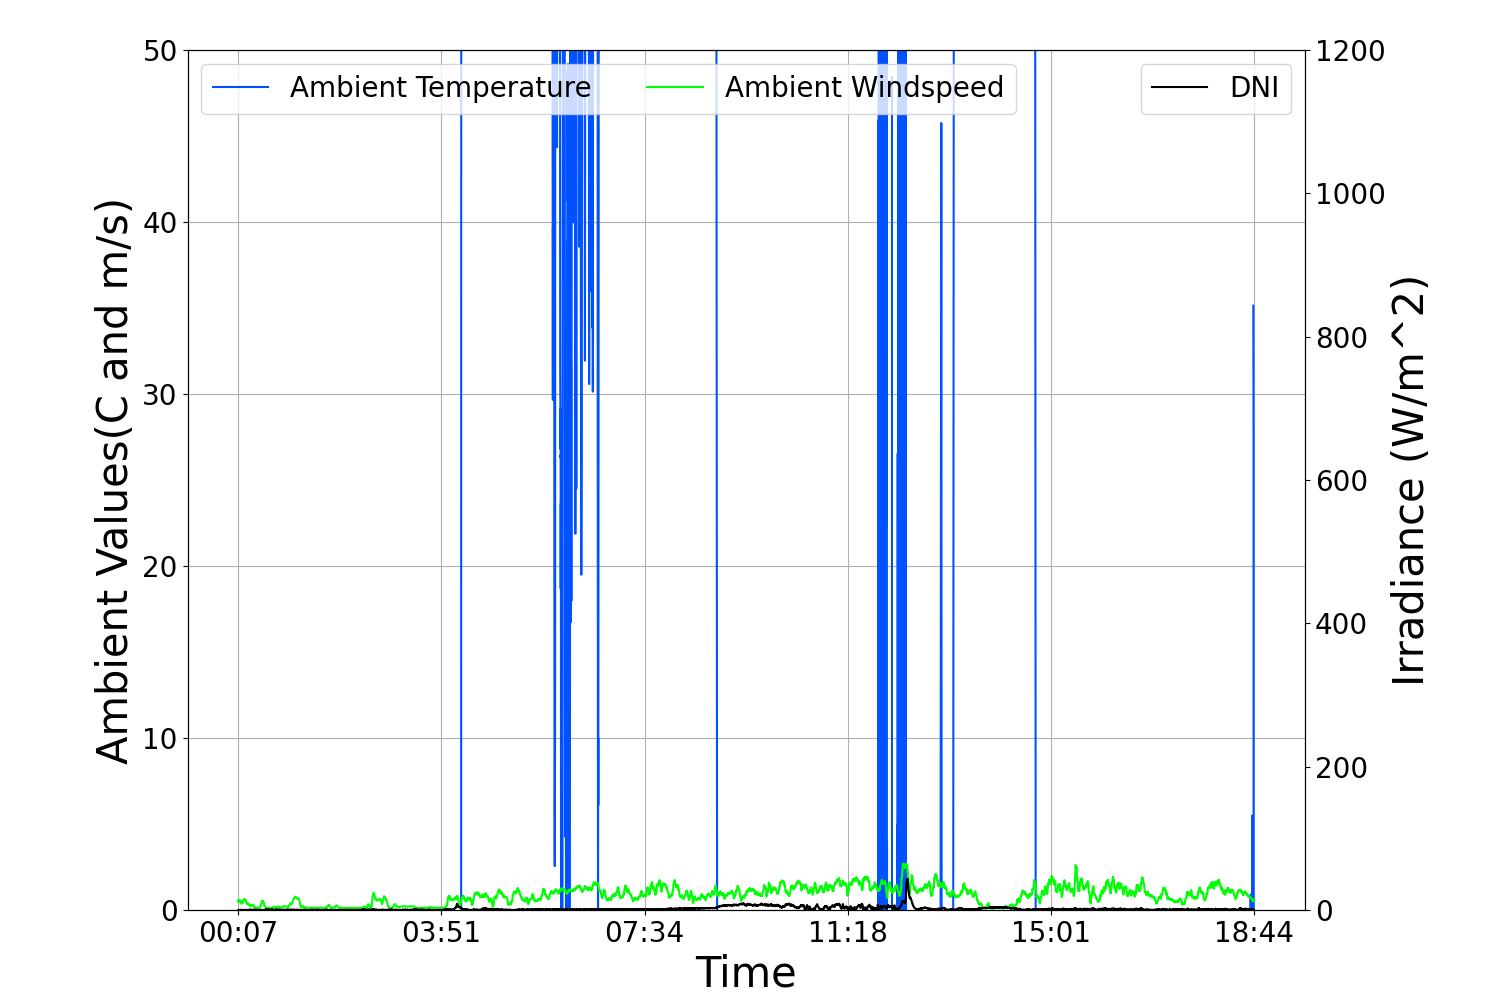 Ambient Temperature Ambient Windspeed DNI
Ambient Values(C and m/s)
50
40
30
20
10
0
1200
1000
800
600
400
200
0
Irradiance (W/m^2)
00:07 03:51 07:34 11:18 15:01 18:44
Time